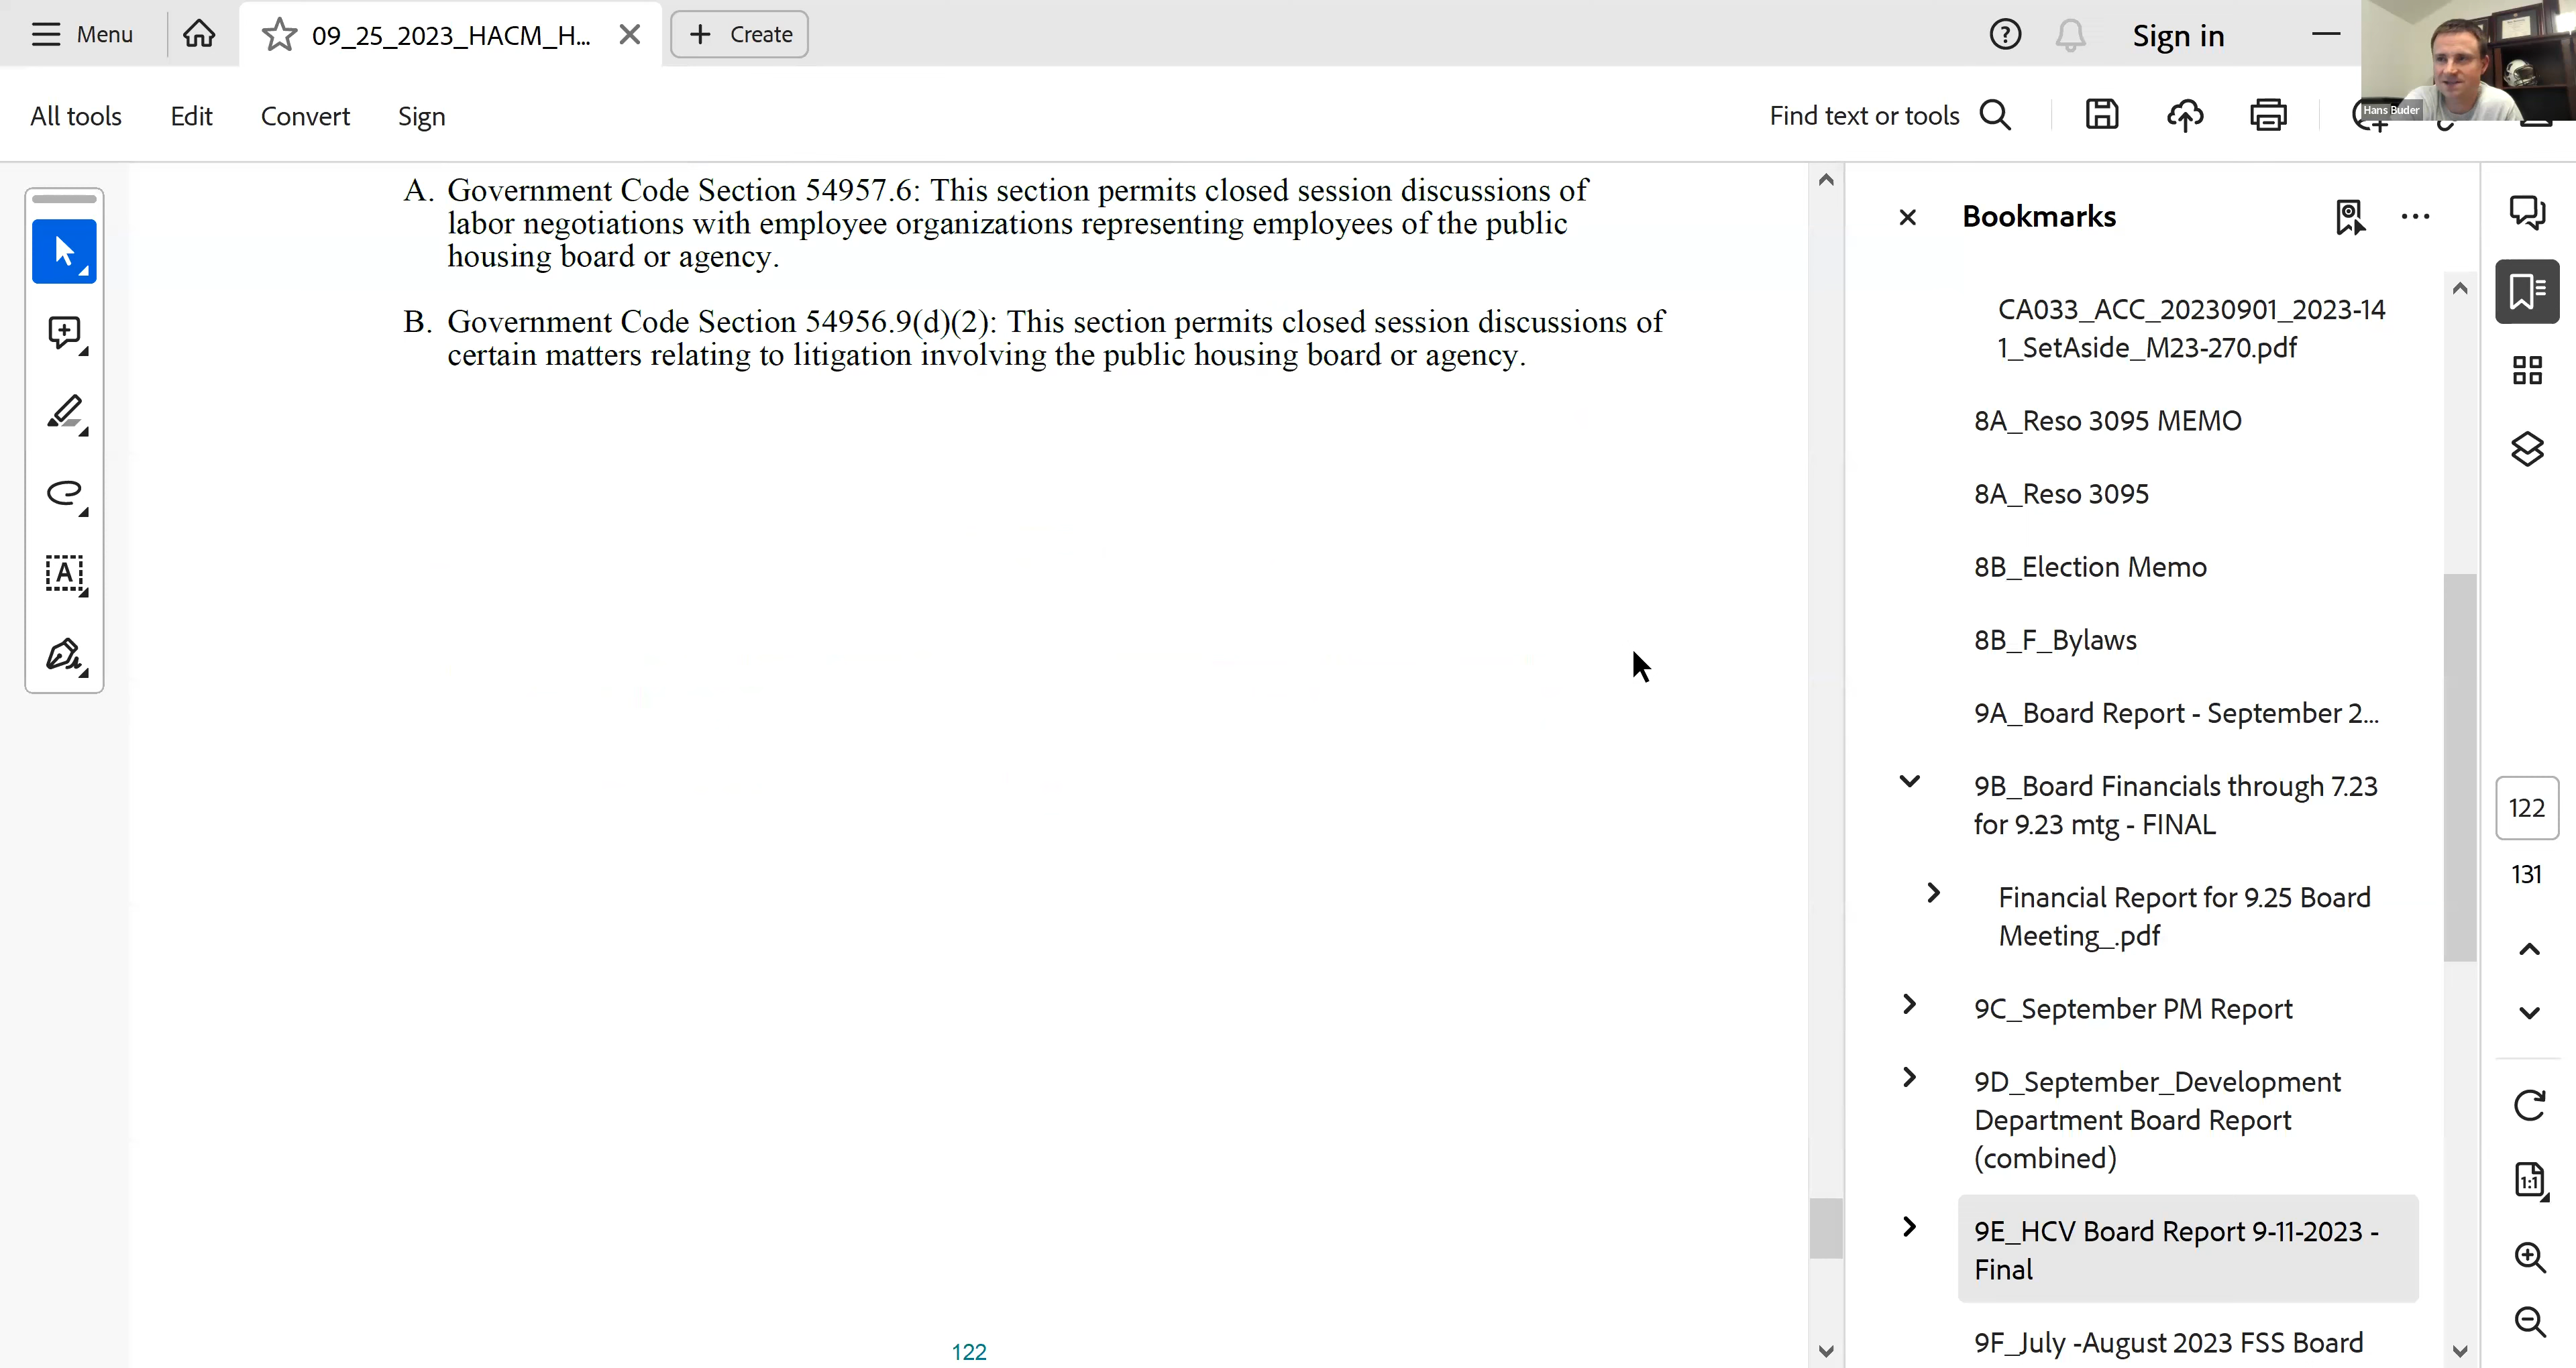 Menu
09_25_2023_HACM_H...
Create
Sign in
All tools
Edit
Convert
Sign
Find text or tools
Hans Buder
A. Government Code Section 54957.6: This section permits closed session discussions of
labor negotiations with employee organizations representing employees of the public
housing board or agency.
B. Government Code Section 54956.9(d)(2): This section permits closed session discussions of
certain matters relating to litigation involving the public housing board or agency.
122
Bookmarks
CA033_ACC_20230901_2023-14
1_SetAside_M23-270.pdf
8A_Reso 3095 MEMO
8A_Reso 3095
8B_Election Memo
8B_F_Bylaws
9A_Board Report - September 2...
9B_Board Financials through 7.23
for 9.23 mtg - FINAL
Financial Report for 9.25 Board
Meeting_.pdf
9C_September PM Report
9D_September_Development
Department Board Report
(combined)
9E_HCV Board Report 9-11-2023 -
Final
9F_July -August 2023 FSS Board
122
131
1:1